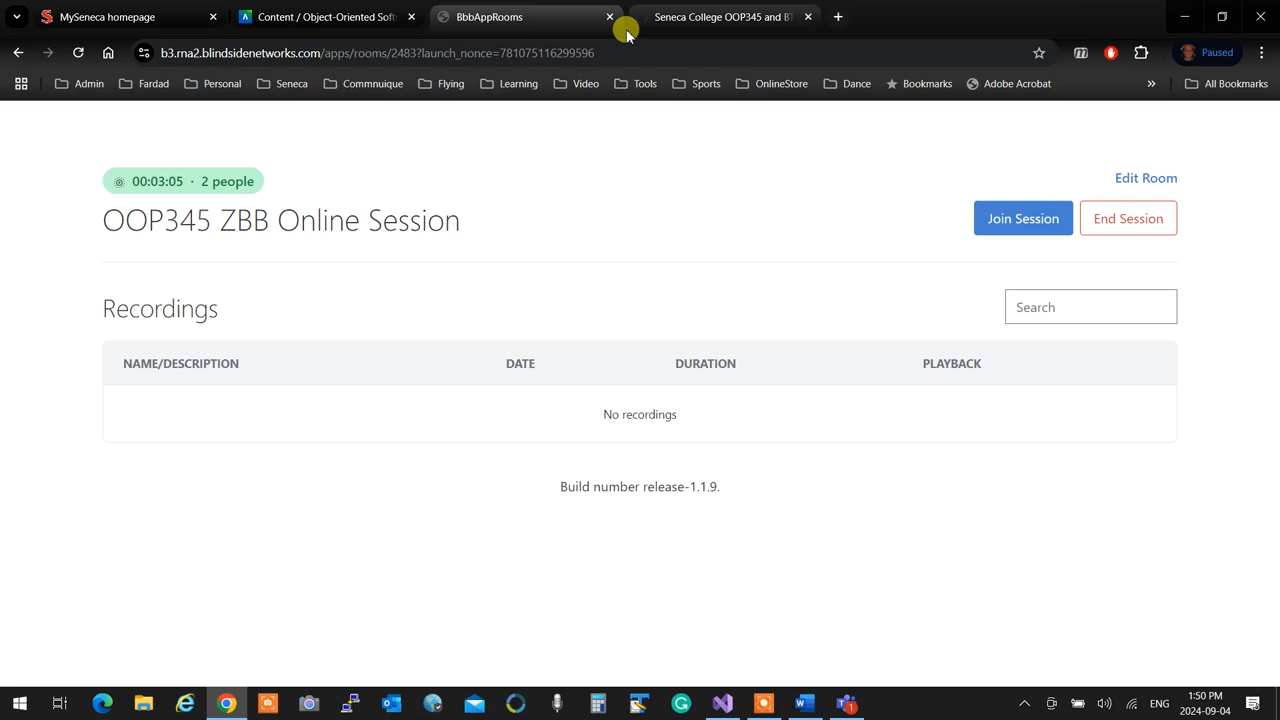 MySeneca homepage
Content / Object-Oriented Soft
BbbAppRooms
Seneca College OOP345 and BT
b3.rna2.blindsidenetworks.com/apps/rooms/2483?launch_nonce=781075116299596
Paused
Admin
Fardad
Personal
Seneca
Commnuique
Flying
Learning
Video
Tools
Sports
OnlineStore
Dance
Bookmarks
Adobe Acrobat
All Bookmarks
00:03:05 · 2 people
Edit Room
OOP345 ZBB Online Session
Join Session
End Session
Recordings
Search
NAME/DESCRIPTION DATE DURATION PLAYBACK
No recordings
Build number release-1.1.9.
ENG
1:50 PM
2024-09-04